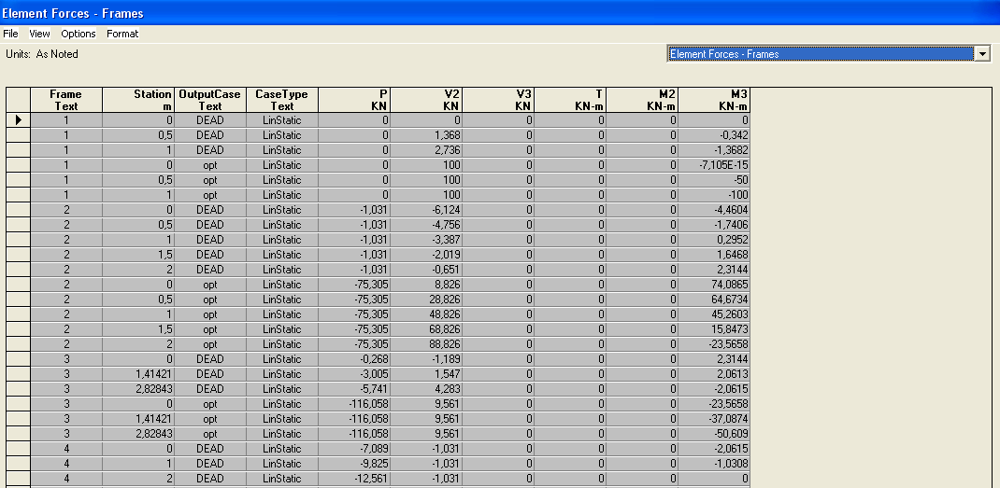 Element Forces - Frames
File View Options Format
Units: As Noted
Element Forces - Frames
Frame Station OutputCase CaseType P V2 V3 T M2 M3
Text m Text Text KN KN KN KN-m KN-m KN-m
1 0 DEAD LinStatic 0 0 0 0 0 0
1 0,5 DEAD LinStatic 0 1,368 0 0 0 -0,342
1 1 DEAD LinStatic 0 2,736 0 0 0 -1,3682
1 0 opt LinStatic 0 100 0 0 0 -7,105E-15
1 0,5 opt LinStatic 0 100 0 0 0 -50
1 1 opt LinStatic 0 100 0 0 0 -100
2 0 DEAD LinStatic -1,031 -6,124 0 0 0 -4,4604
2 0,5 DEAD LinStatic -1,031 -4,756 0 0 0 -1,7406
2 1 DEAD LinStatic -1,031 -3,387 0 0 0 0,2952
2 1,5 DEAD LinStatic -1,031 -2,019 0 0 0 1,6468
2 2 DEAD LinStatic -1,031 -0,651 0 0 0 2,3144
2 0 opt LinStatic -75,305 8,826 0 0 0 74,0865
2 0,5 opt LinStatic -75,305 28,826 0 0 0 64,6734
2 1 opt LinStatic -75,305 48,826 0 0 0 45,2603
2 1,5 opt LinStatic -75,305 68,826 0 0 0 15,8473
2 2 opt LinStatic -75,305 88,826 0 0 0 -23,5658
3 0 DEAD LinStatic -0,268 -1,189 0 0 0 2,3144
3 1,41421 DEAD LinStatic -3,005 1,547 0 0 0 2,0613
3 2,82843 DEAD LinStatic -5,741 4,283 0 0 0 -2,0615
3 0 opt LinStatic -116,058 9,561 0 0 0 -23,5658
3 1,41421 opt LinStatic -116,058 9,561 0 0 0 -37,0874
3 2,82843 opt LinStatic -116,058 9,561 0 0 0 -50,609
4 0 DEAD LinStatic -7,089 -1,031 0 0 0 -2,0615
4 1 DEAD LinStatic -9,825 -1,031 0 0 0 -1,0308
4 2 DEAD LinStatic -12,561 -1,031 0 0 0 0